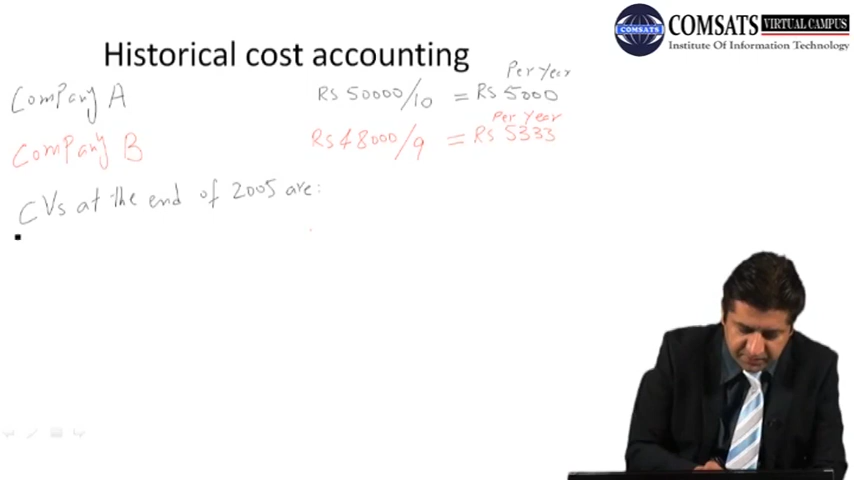 COMSATS
COMSATS VIRTUAL CAMPUS
Institute Of Information Technology
Historical cost accounting
Company A Rs 50000/10 = Rs 5000 Per Year
Company B Rs 48000/9 = Rs 5333 Per Year
CVs at the end of 2005 are: